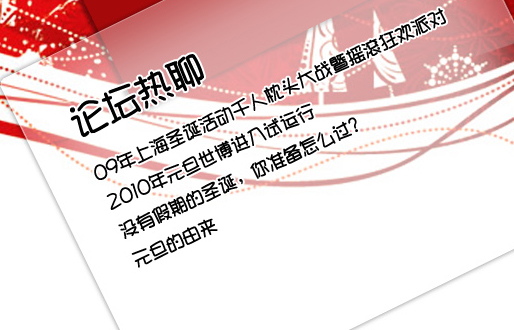 论坛热聊
09年上海圣诞活动千人枕头大战暨摇滚狂欢派对
2010年元旦世博进入试运行
没有假期的圣诞，你准备怎么过？
元旦的由来